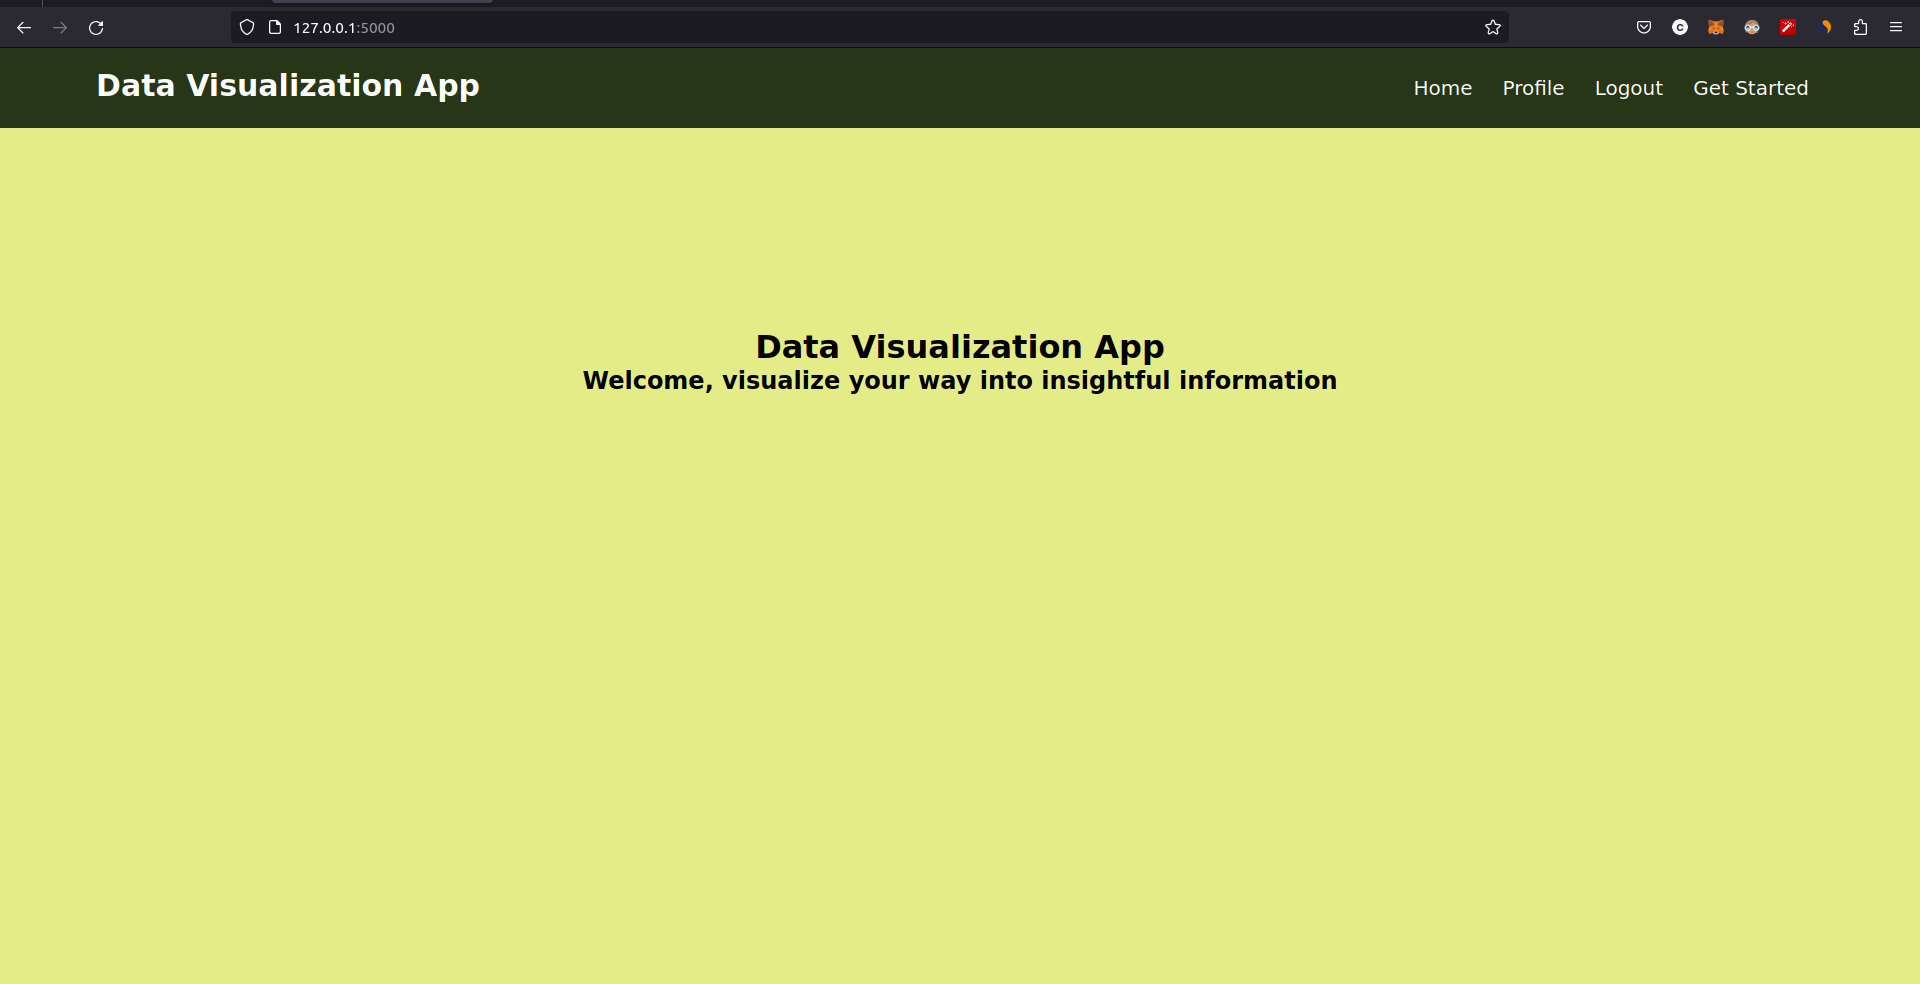 127.0.0.1:5000
Data Visualization App
Home Profile Logout Get Started
Data Visualization App
Welcome, visualize your way into insightful information